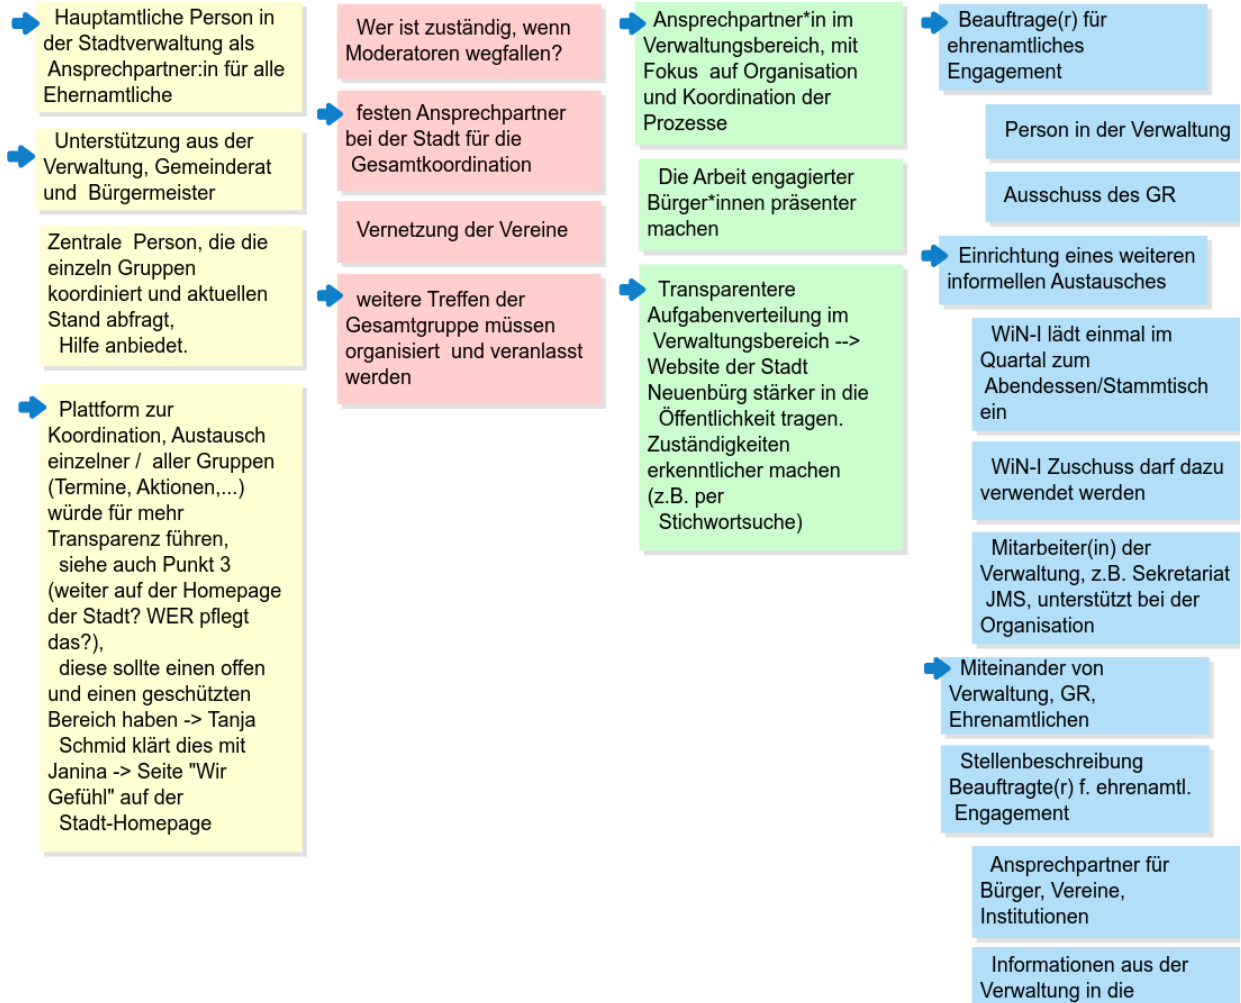 Hauptamtliche Person in
der Stadtverwaltung als
Ansprechpartner:in für alle
Ehernamtliche
Unterstützung aus der
Verwaltung, Gemeinderat
und Bürgermeister
Zentrale Person, die die
einzeln Gruppen
koordiniert und aktuellen
Stand abfragt,
Hilfe anbiedet.
Plattform zur
Koordination, Austausch
einzelner / aller Gruppen
(Termine, Aktionen,...)
würde für mehr
Transparenz führen,
siehe auch Punkt 3
(weiter auf der Homepage
der Stadt? WER pflegt
das?),
diese sollte einen offen
und einen geschützten
Bereich haben -> Tanja
Schmid klärt dies mit
Janina -> Seite "Wir
Gefühl" auf der
Stadt-Homepage
Wer ist zuständig, wenn
Moderatoren wegfallen?
festen Ansprechpartner
bei der Stadt für die
Gesamtkoordination
Vernetzung der Vereine
weitere Treffen der
Gesamtgruppe müssen
organisiert und veranlasst
werden
Ansprechpartner*in im
Verwaltungsbereich, mit
Fokus auf Organisation
und Koordination der
Prozesse
Die Arbeit engagierter
Bürger*innen präsenter
machen
Transparentere
Aufgabenverteilung im
Verwaltungsbereich -->
Website der Stadt
Neuenbürg stärker in die
Öffentlichkeit tragen.
Zuständigkeiten
erkenntlicher machen
(z.B. per
Stichwortsuche)
Beauftrage(r) für
ehrenamtliches
Engagement
Person in der Verwaltung
Ausschuss des GR
Einrichtung eines weiteren
informellen Austausches
WiN-I lädt einmal im
Quartal zum
Abendessen/Stammtisch
ein
WiN-I Zuschuss darf dazu
verwendet werden
Mitarbeiter(in) der
Verwaltung, z.B. Sekretariat
JMS, unterstützt bei der
Organisation
Miteinander von
Verwaltung, GR,
Ehrenamtlichen
Stellenbeschreibung
Beauftragte(r) f. ehrenamtl.
Engagement
Ansprechpartner für
Bürger, Vereine,
Institutionen
Informationen aus der
Verwaltung in die